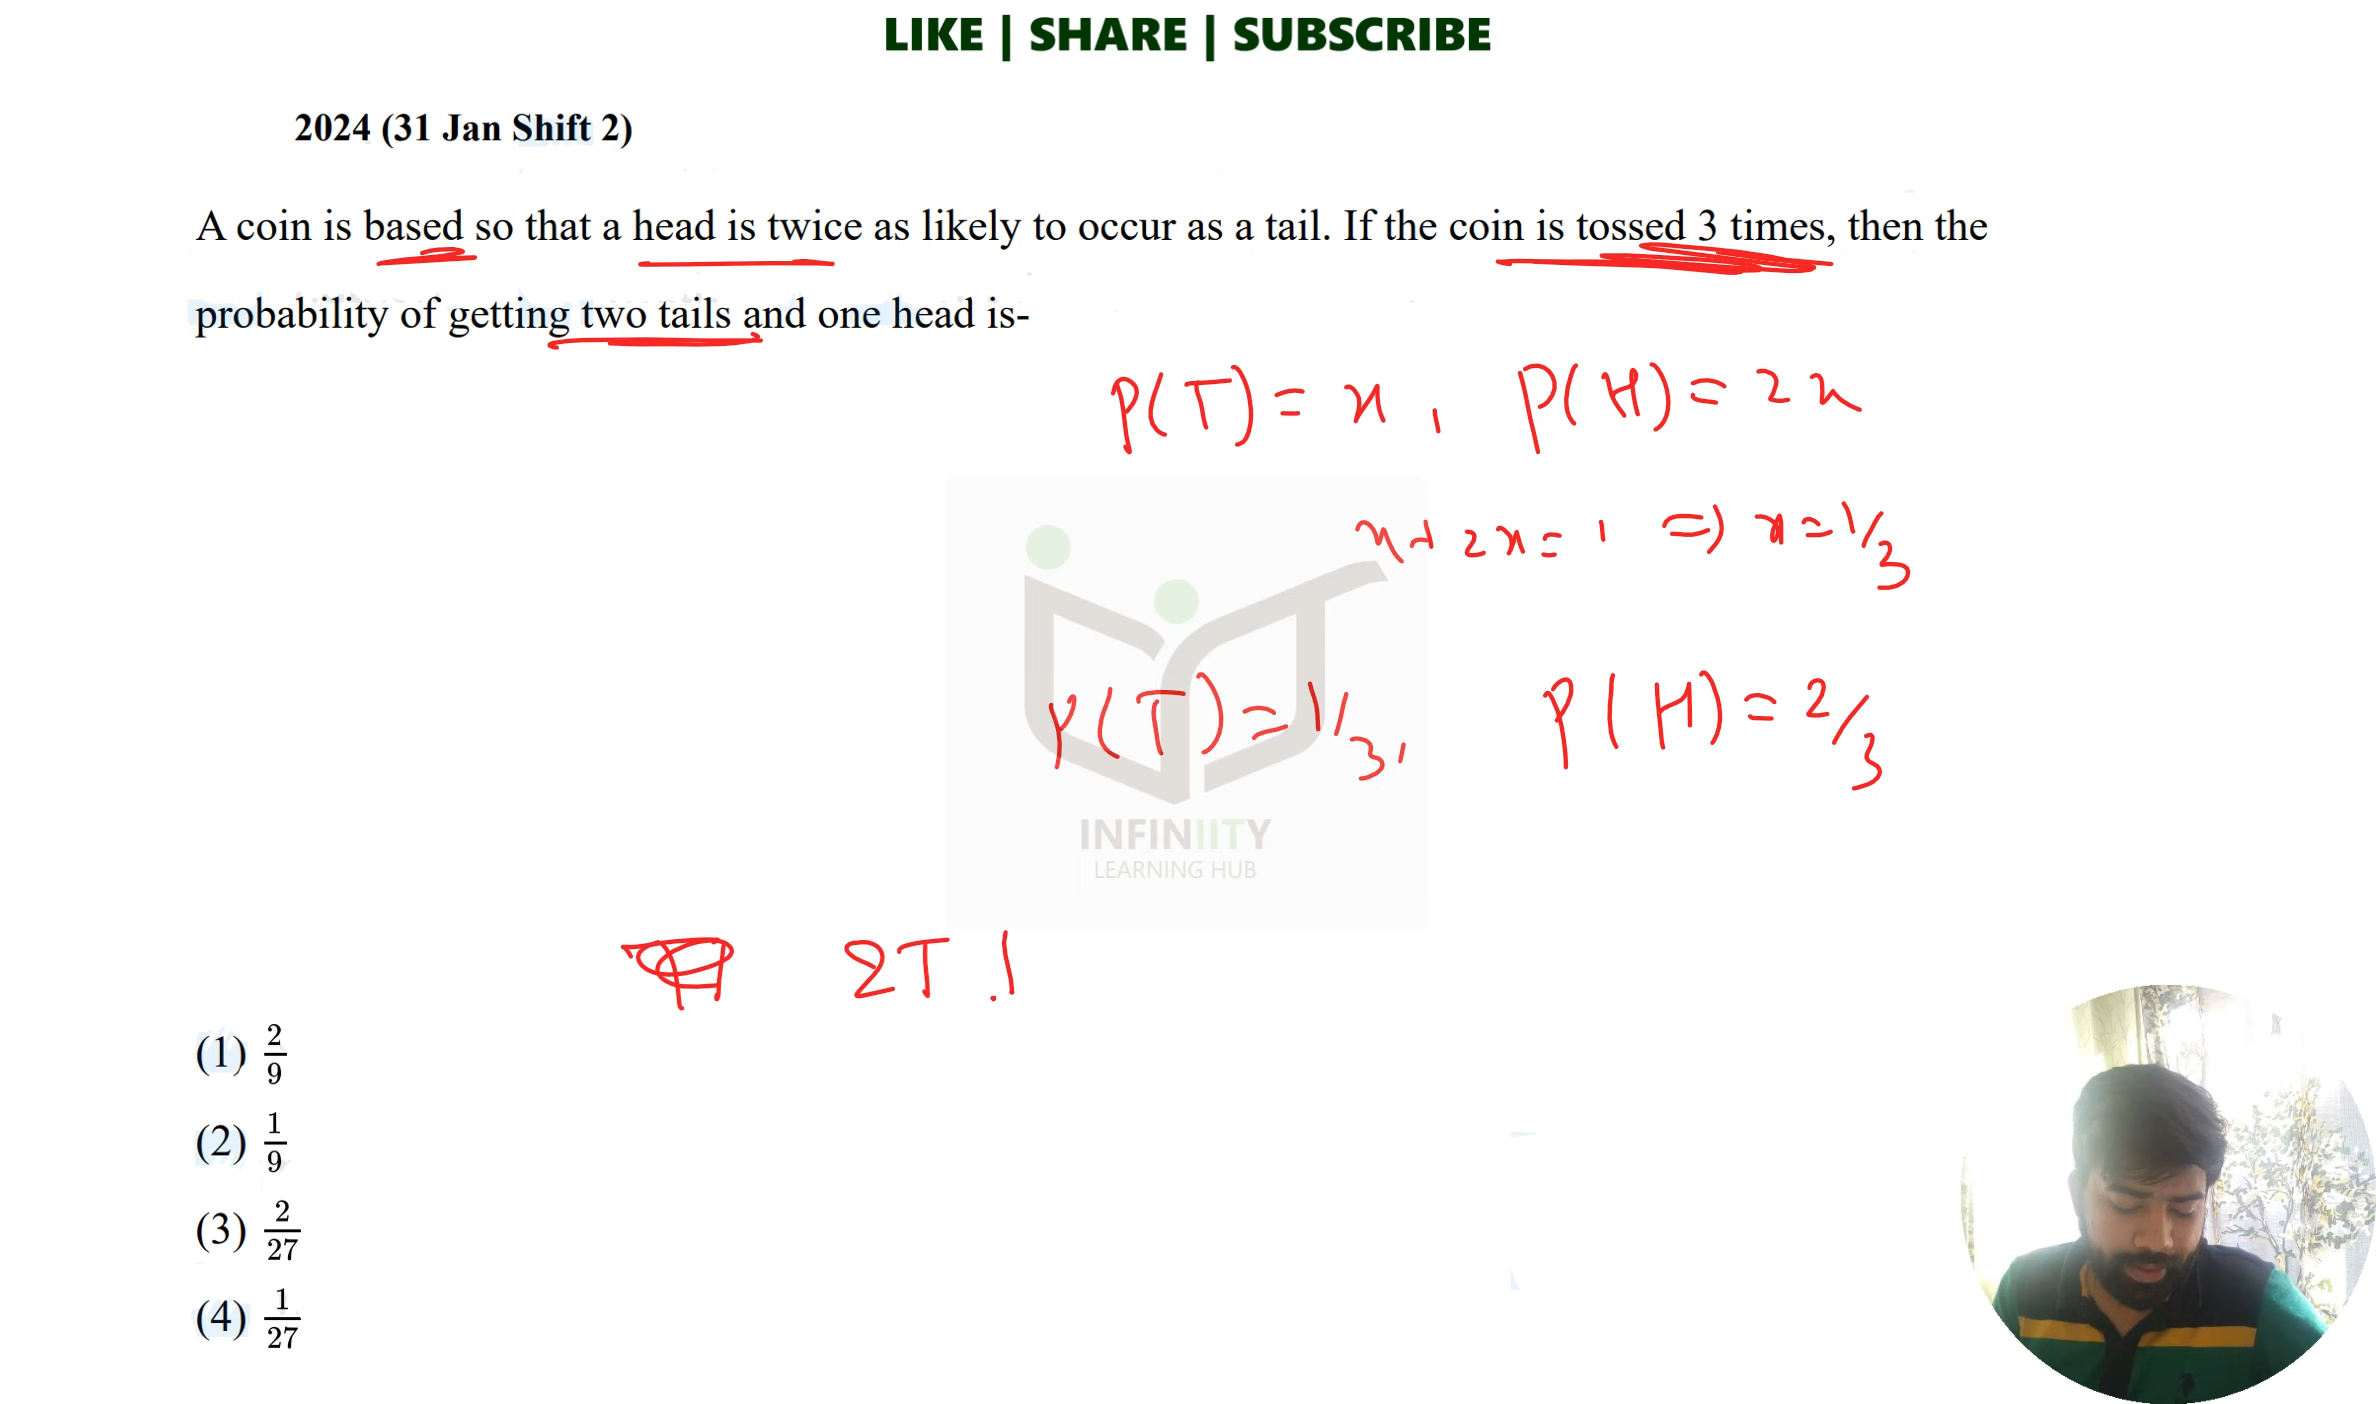 LIKE | SHARE | SUBSCRIBE
2024 (31 Jan Shift 2)
A coin is based so that a head is twice as likely to occur as a tail. If the coin is tossed 3 times, then the
probability of getting two tails and one head is-
P(T) = x , P(H) = 2x
x + 2x = 1 => x = 1/3
P(T) = 1/3, P(H) = 2/3
INFINIITY
LEARNING HUB
2T
(1) 2/9
(2) 1/9
(3) 2/27
(4) 1/27